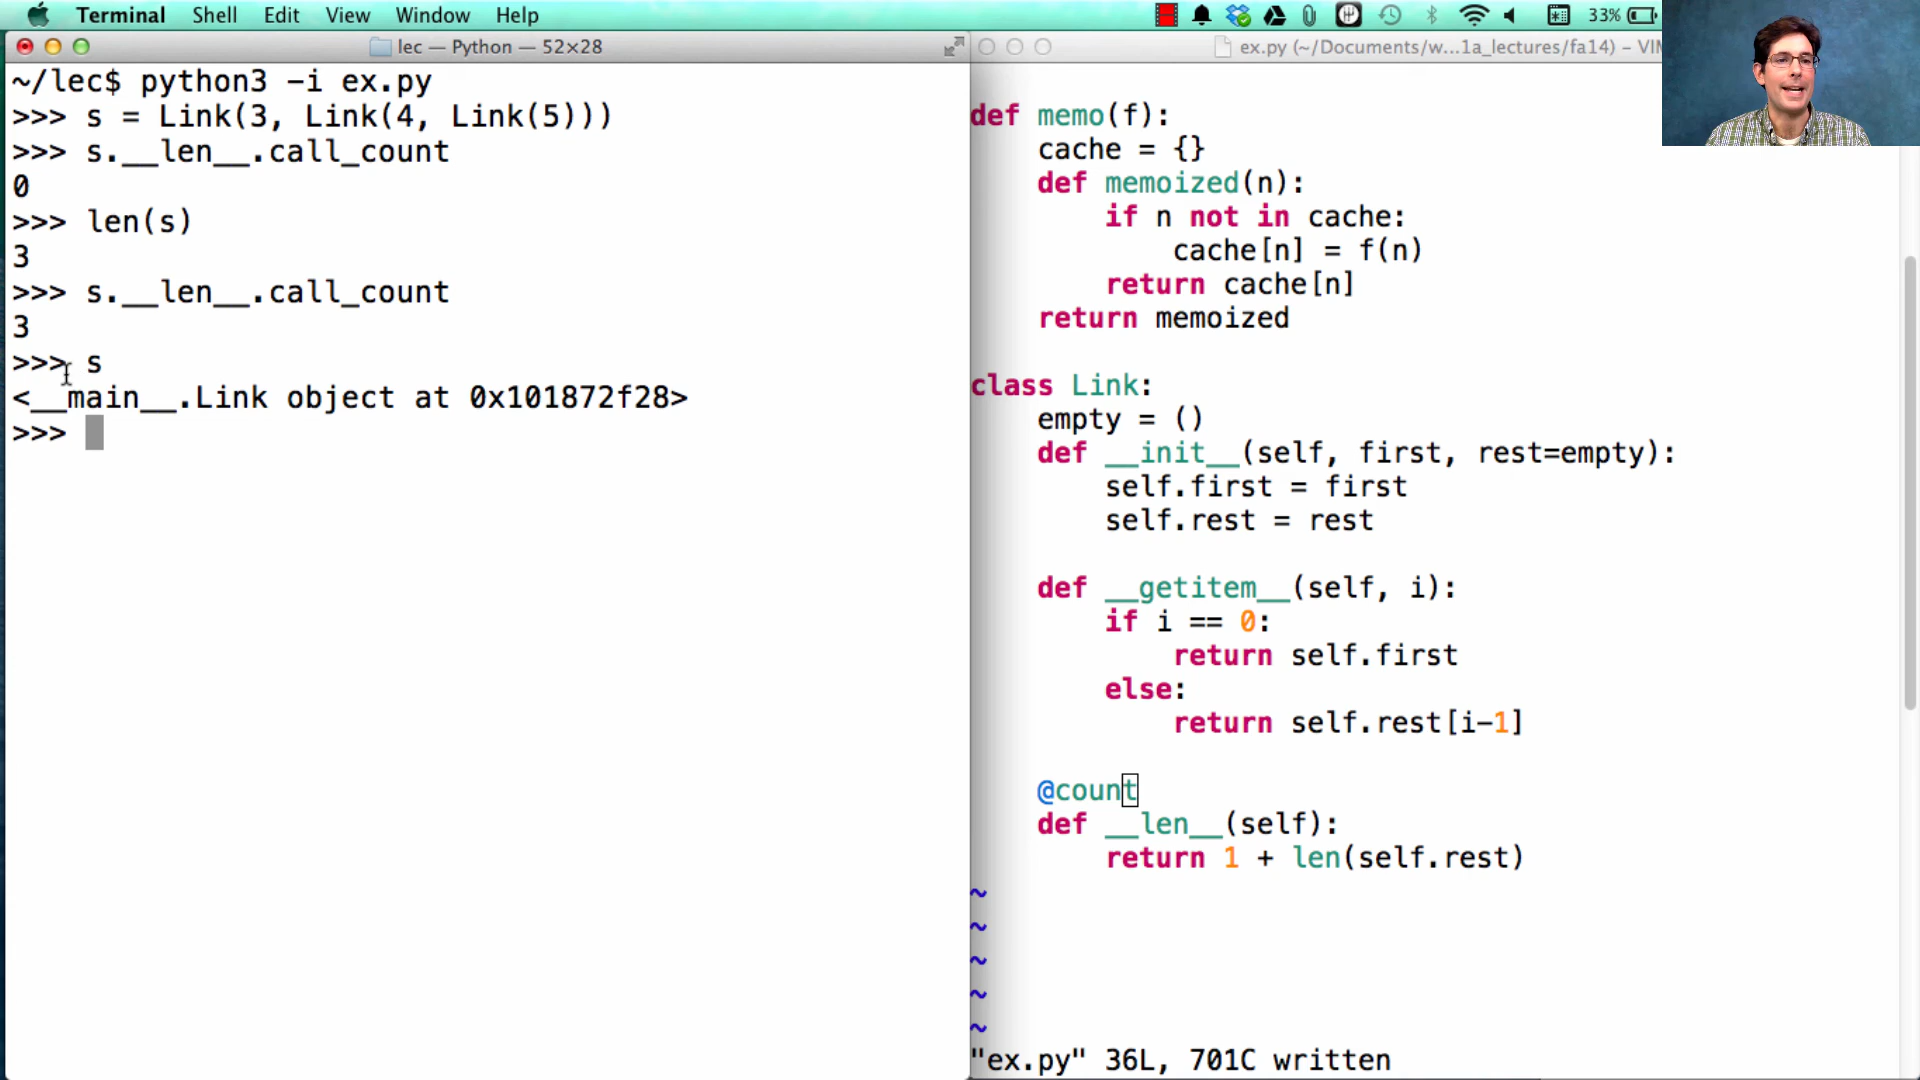 Terminal Shell Edit View Window Help 33%
lec — Python — 52×28
~/lec$ python3 -i ex.py
>>> s = Link(3, Link(4, Link(5)))
>>> s.__len__.call_count
0
>>> len(s)
3
>>> s.__len__.call_count
3
>>> s
<__main__.Link object at 0x101872f28>
>>>
ex.py (~/Documents/w...1a_lectures/fa14) – VI
def memo(f):
    cache = {}
    def memoized(n):
        if n not in cache:
            cache[n] = f(n)
        return cache[n]
    return memoized
class Link:
    empty = ()
    def __init__(self, first, rest=empty):
        self.first = first
        self.rest = rest
    def __getitem__(self, i):
        if i == 0:
            return self.first
        else:
            return self.rest[i-1]
    @count
    def __len__(self):
        return 1 + len(self.rest)
~
~
~
~
~
"ex.py" 36L, 701C written